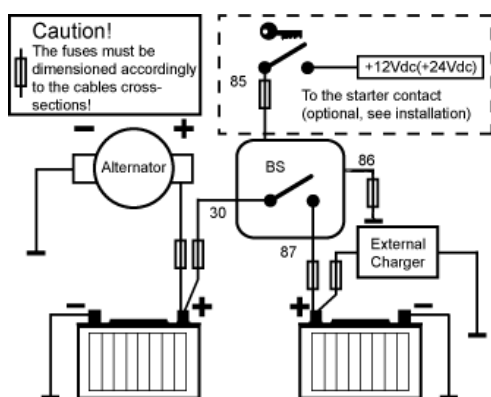 Caution!
The fuses must be
dimensioned accordingly
to the cables cross-
sections!
+12Vdc(+24Vdc)
85
To the starter contact
(optional, see installation)
- +
Alternator
BS
86
30
87
External
Charger
- +
+ -